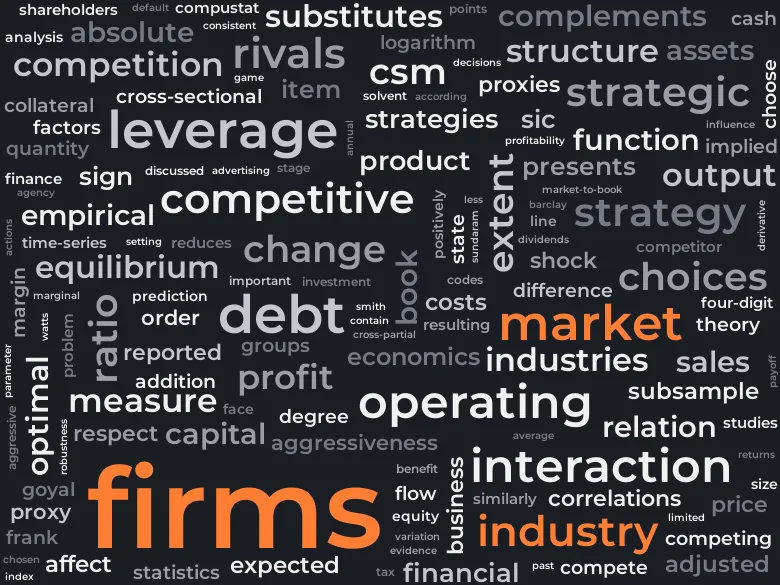 shareholders
default
compustat
substitutes
points
complements
cash
analysis
absolute
consistent
rivals
logarithm
structure
assets
competition
game
item
csm
decisions
proxies
strategic
choose
collateral
cross-sectional
solvent
according
factors
leverage
annual
strategies
sic
influence
quantity
profitability
function
implied
finance
sign
discussed
advertising
stage
product
extent
presents
output
agency
market-to-book
empirical
competitive
positively
less
state
sundaram
barclay
line
strategy
derivative
actions
time-series
setting
reduces
change
dividends
competitor
equilibrium
book
shock
choices
margin
marginal
prediction
important
investment
codes
difference
four-digit
watts
order
ratio
debt
smith
contain
cross-partial
costs
resulting
market
theory
parameter
problem
reported
groups
economics
industries
sales
payoff
optimal
addition
profit
subsample
aggressive
measure
face
degree
operating
relation
studies
robustness
respect
capital
aggressiveness
average
goyal
firms
benefit
business
interaction
returns
proxy
flow
similarly
correlations
size
price
frank
equity
variation
evidence
industry
limited
competing
chosen
affect
index
statistics
expected
tax
financial
past
compete
adjusted